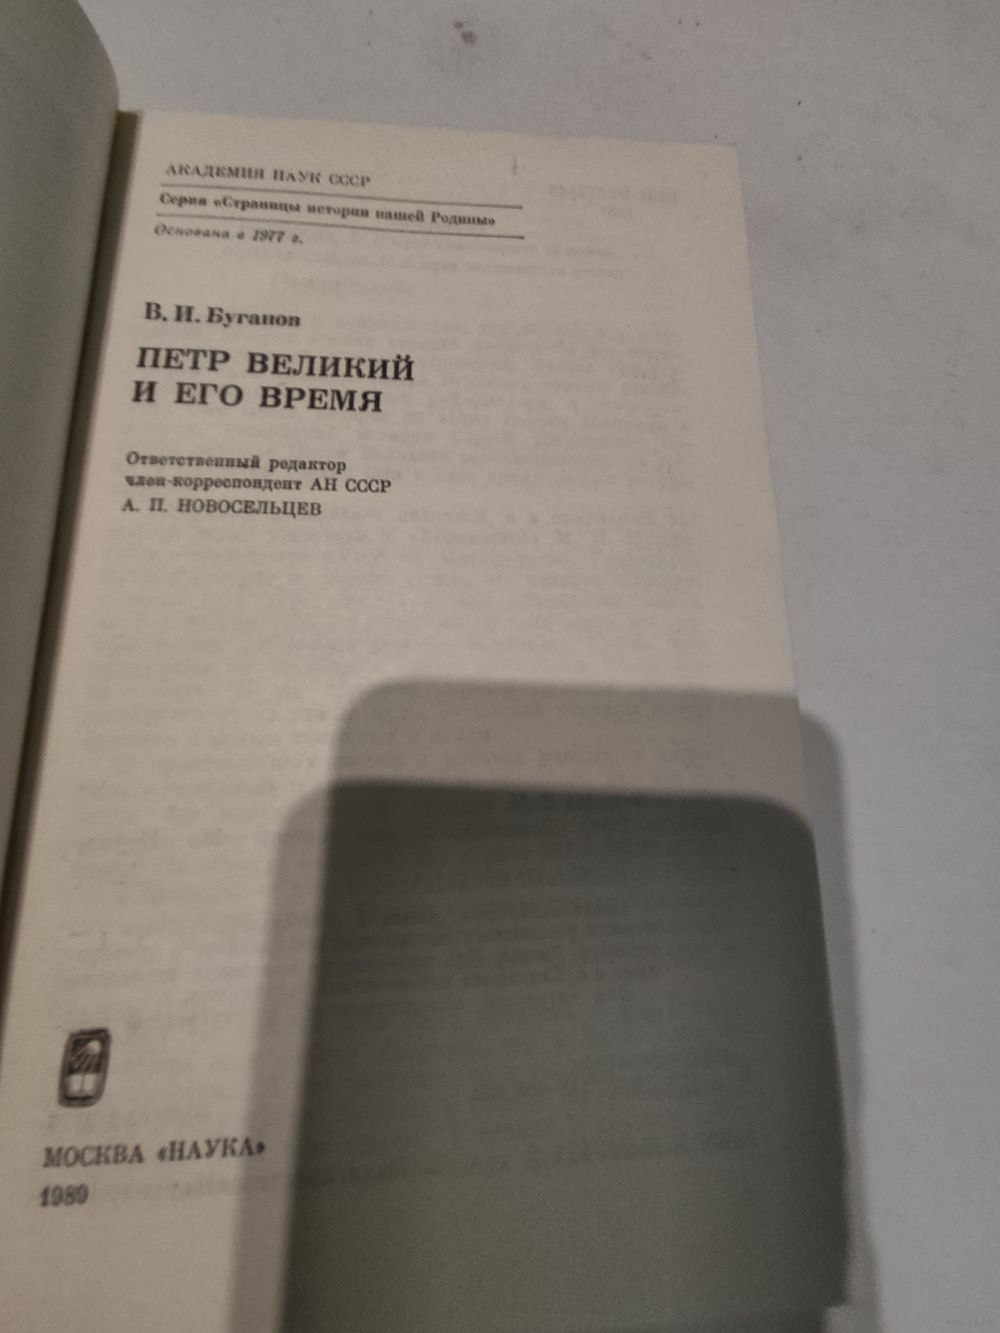 АКАДЕМИЯ НАУК СССР
Серия «Страницы истории нашей Родины»
Основана в 1977 г.
В. И. Буганов
ПЕТР ВЕЛИКИЙ
И ЕГО ВРЕМЯ
Ответственный редактор
член-корреспондент АН СССР
А. П. НОВОСЕЛЬЦЕВ
МОСКВА «НАУКА»
1989